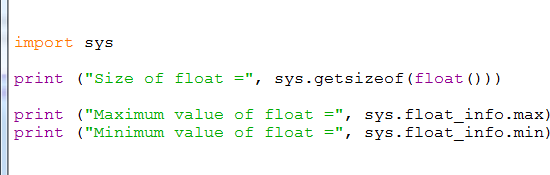 import sys
print ("Size of float =", sys.getsizeof(float()))
print ("Maximum value of float =", sys.float_info.max)
print ("Minimum value of float =", sys.float_info.min)